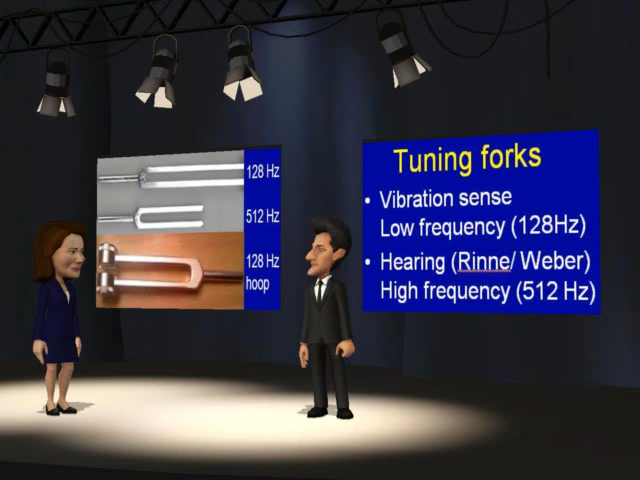 128 Hz
512 Hz
128 Hz
hoop
Tuning forks
• Vibration sense
Low frequency (128Hz)
• Hearing (Rinne/ Weber)
High frequency (512 Hz)